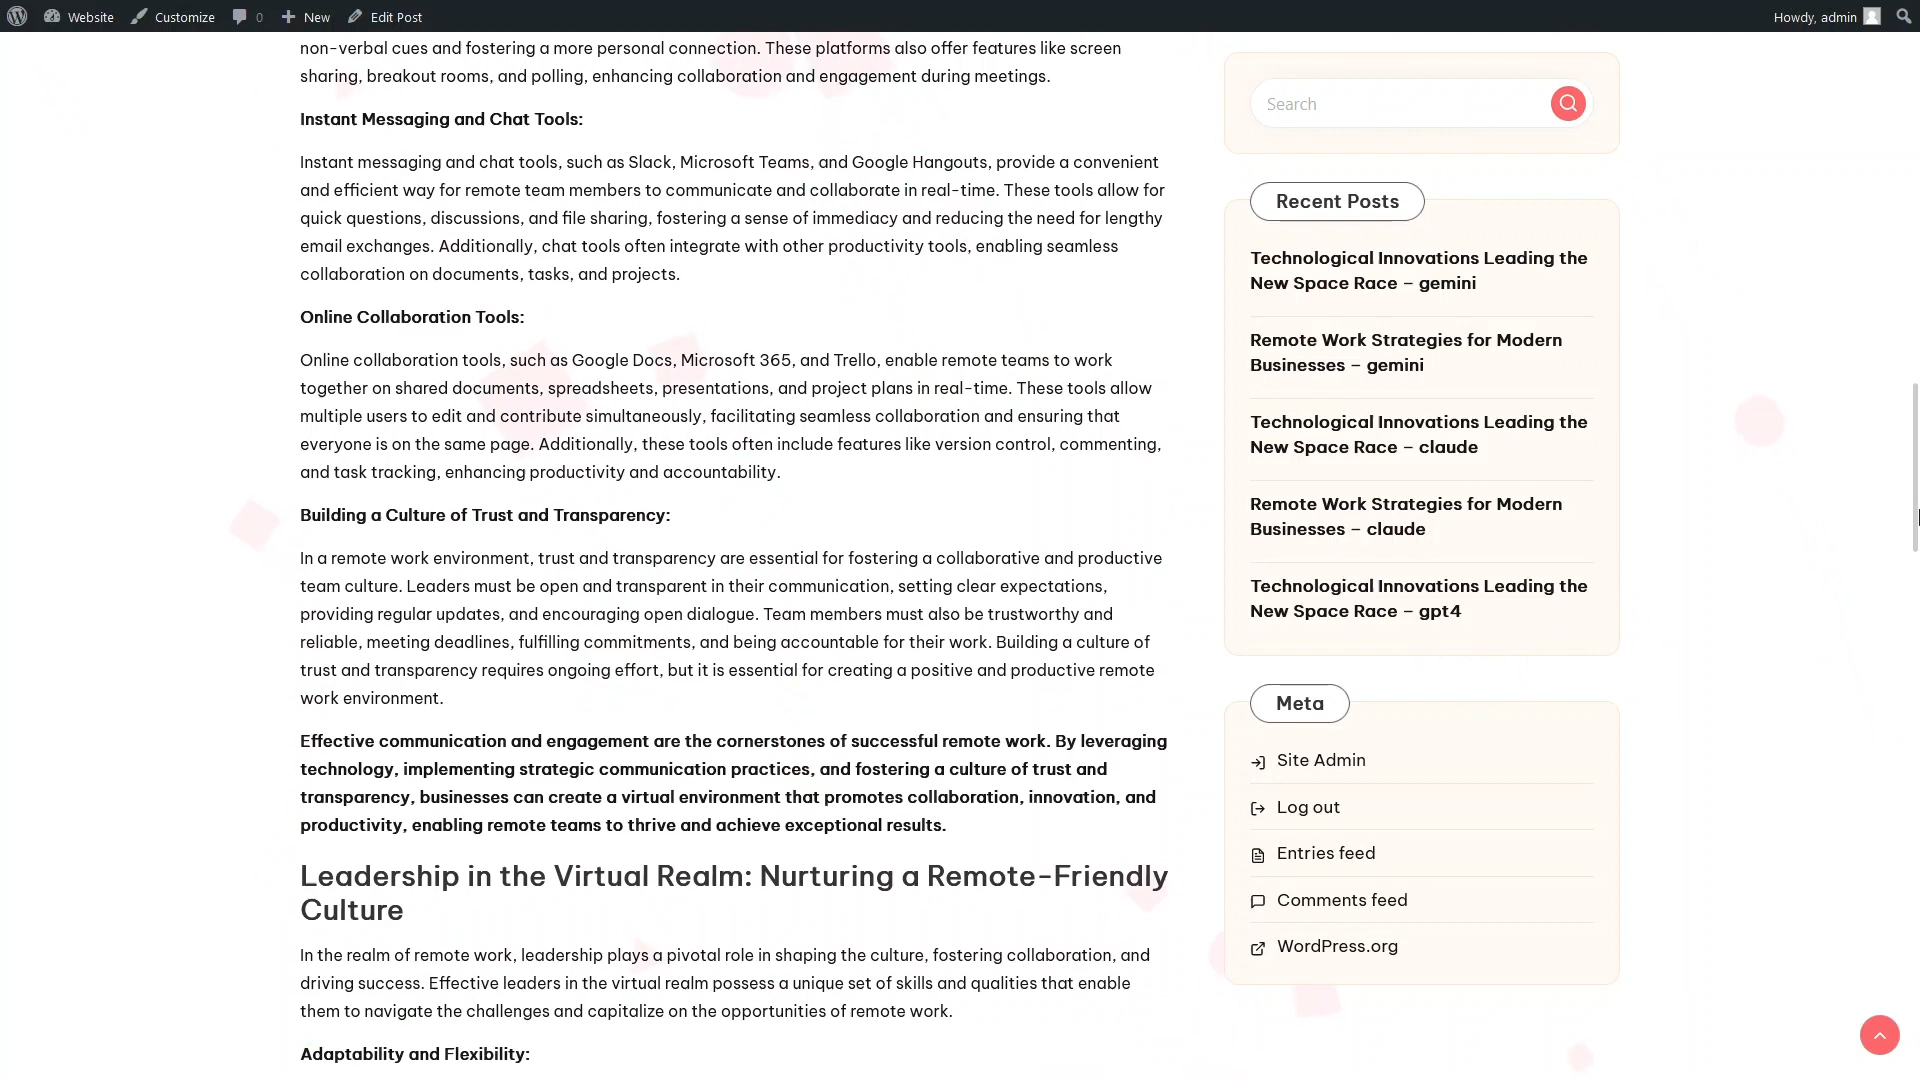 Website
Customize
0
New
Edit Post
Howdy, admin
non-verbal cues and fostering a more personal connection. These platforms also offer features like screen
sharing, breakout rooms, and polling, enhancing collaboration and engagement during meetings.
Instant Messaging and Chat Tools:
Instant messaging and chat tools, such as Slack, Microsoft Teams, and Google Hangouts, provide a convenient
and efficient way for remote team members to communicate and collaborate in real-time. These tools allow for
quick questions, discussions, and file sharing, fostering a sense of immediacy and reducing the need for lengthy
email exchanges. Additionally, chat tools often integrate with other productivity tools, enabling seamless
collaboration on documents, tasks, and projects.
Online Collaboration Tools:
Online collaboration tools, such as Google Docs, Microsoft 365, and Trello, enable remote teams to work
together on shared documents, spreadsheets, presentations, and project plans in real-time. These tools allow
multiple users to edit and contribute simultaneously, facilitating seamless collaboration and ensuring that
everyone is on the same page. Additionally, these tools often include features like version control, commenting,
and task tracking, enhancing productivity and accountability.
Building a Culture of Trust and Transparency:
In a remote work environment, trust and transparency are essential for fostering a collaborative and productive
team culture. Leaders must be open and transparent in their communication, setting clear expectations,
providing regular updates, and encouraging open dialogue. Team members must also be trustworthy and
reliable, meeting deadlines, fulfilling commitments, and being accountable for their work. Building a culture of
trust and transparency requires ongoing effort, but it is essential for creating a positive and productive remote
work environment.
Effective communication and engagement are the cornerstones of successful remote work. By leveraging
technology, implementing strategic communication practices, and fostering a culture of trust and
transparency, businesses can create a virtual environment that promotes collaboration, innovation, and
productivity, enabling remote teams to thrive and achieve exceptional results.
Leadership in the Virtual Realm: Nurturing a Remote-Friendly
Culture
In the realm of remote work, leadership plays a pivotal role in shaping the culture, fostering collaboration, and
driving success. Effective leaders in the virtual realm possess a unique set of skills and qualities that enable
them to navigate the challenges and capitalize on the opportunities of remote work.
Adaptability and Flexibility:
Search
Recent Posts
Technological Innovations Leading the
New Space Race – gemini
Remote Work Strategies for Modern
Businesses – gemini
Technological Innovations Leading the
New Space Race – claude
Remote Work Strategies for Modern
Businesses – claude
Technological Innovations Leading the
New Space Race – gpt4
Meta
Site Admin
Log out
Entries feed
Comments feed
WordPress.org